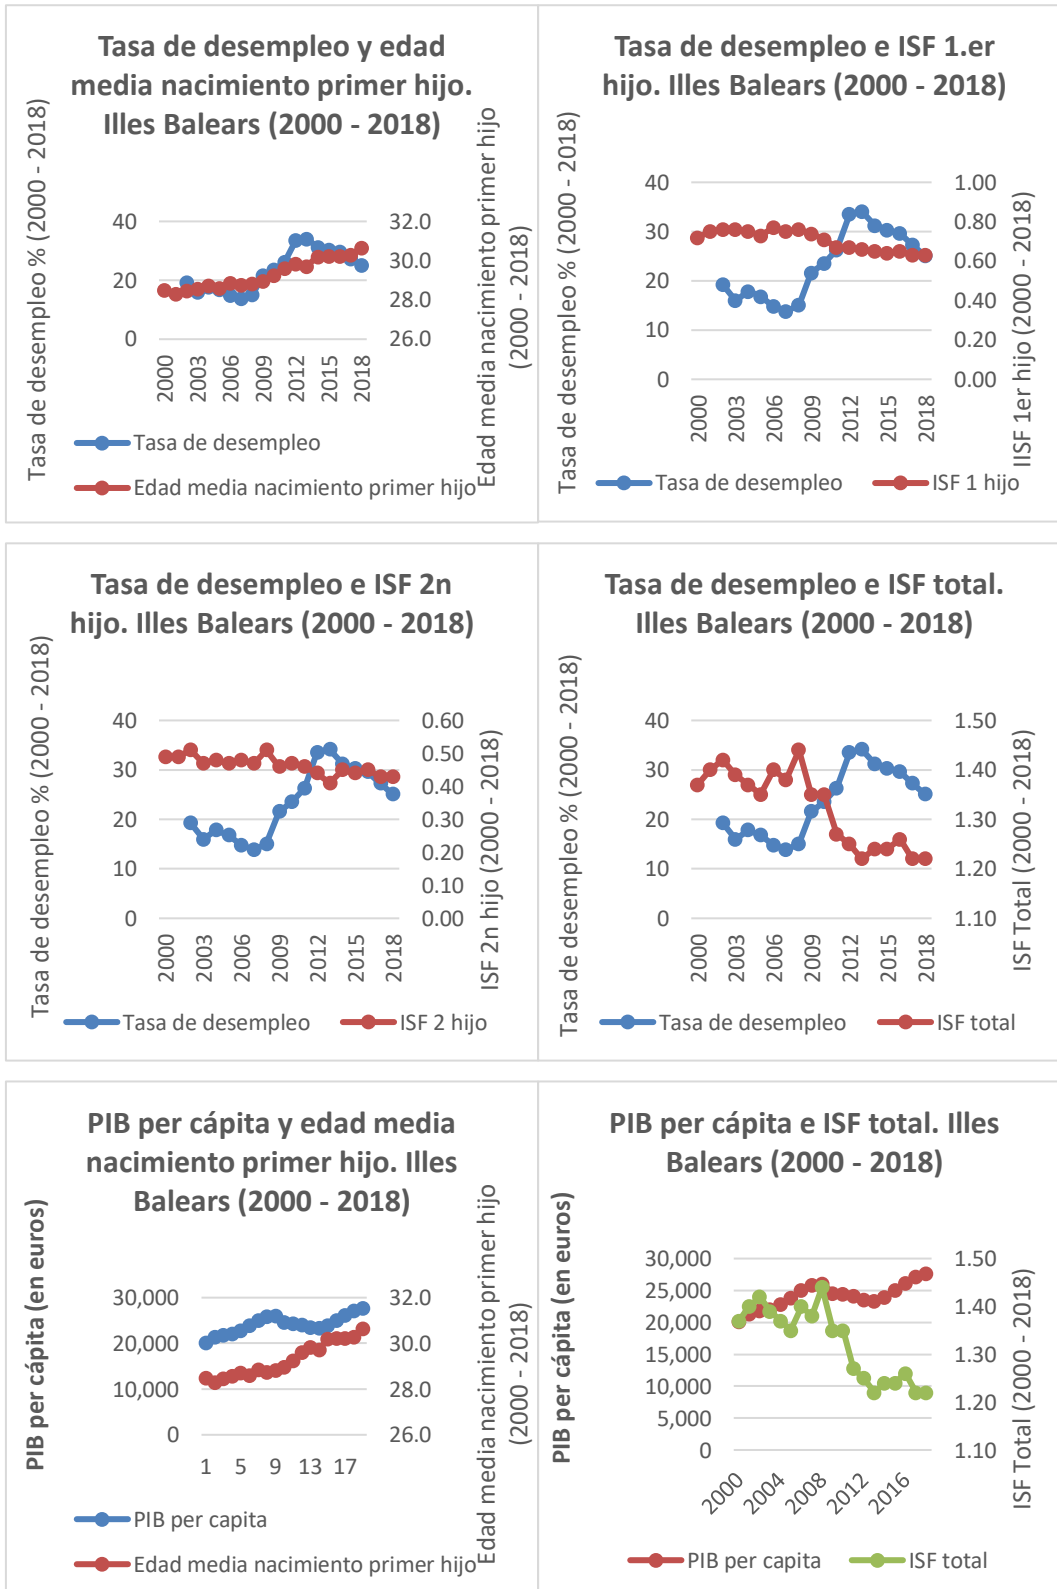 Tasa de desempleo y edad
media nacimiento primer hijo.
Illes Balears (2000 - 2018)
Tasa de desempleo % (2000 - 2018)
40
20
0
32.0
30.0
28.0
26.0
Edad media nacimiento primer hijo
(2000 - 2018)
2000
2003
2006
2009
2012
2015
2018
Tasa de desempleo
Edad media nacimiento primer hijo
Tasa de desempleo e ISF 1.er
hijo. Illes Balears (2000 - 2018)
Tasa de desempleo % (2000 - 2018)
40
30
20
10
0
1.00
0.80
0.60
0.40
0.20
0.00
IISF 1er hijo (2000 - 2018)
2000
2003
2006
2009
2012
2015
2018
Tasa de desempleo
ISF 1 hijo
Tasa de desempleo e ISF 2n
hijo. Illes Balears (2000 - 2018)
Tasa de desempleo % (2000 - 2018)
40
30
20
10
0
0.60
0.50
0.40
0.30
0.20
0.10
0.00
ISF 2n hijo (2000 - 2018)
2000
2003
2006
2009
2012
2015
2018
Tasa de desempleo
ISF 2 hijo
Tasa de desempleo e ISF total.
Illes Balears (2000 - 2018)
Tasa de desempleo % (2000 - 2018)
40
30
20
10
0
1.50
1.40
1.30
1.20
1.10
ISF Total (2000 - 2018)
2000
2003
2006
2009
2012
2015
2018
Tasa de desempleo
ISF total
PIB per cápita y edad media
nacimiento primer hijo. Illes
Balears (2000 - 2018)
PIB per cápita (en euros)
30,000
20,000
10,000
0
32.0
30.0
28.0
26.0
Edad media nacimiento primer hijo
(2000 - 2018)
1
5
9
13
17
PIB per capita
Edad media nacimiento primer hijo
PIB per cápita e ISF total. Illes
Balears (2000 - 2018)
PIB per cápita (en euros)
30,000
25,000
20,000
15,000
10,000
5,000
0
1.50
1.40
1.30
1.20
1.10
ISF Total (2000 - 2018)
2000
2004
2008
2012
2016
PIB per capita
ISF total